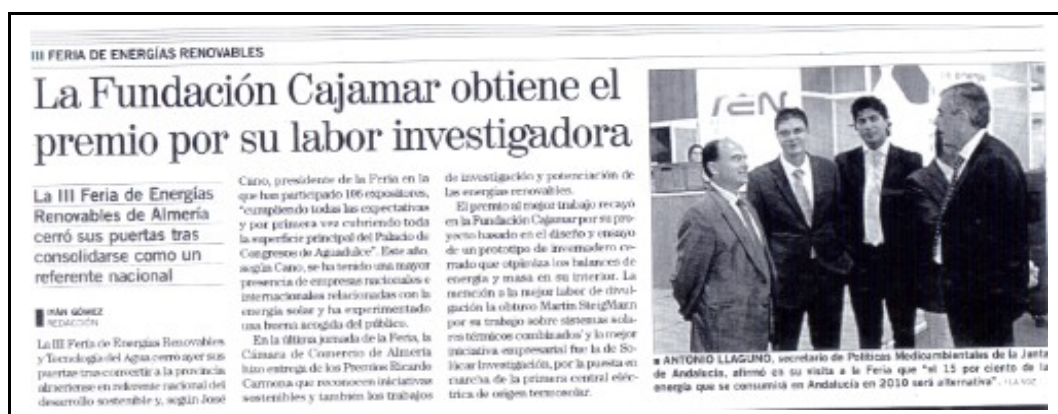 III FERIA DE ENERGÍAS RENOVABLES
La Fundación Cajamar obtiene el
premio por su labor investigadora
La III Feria de Energías
Renovables de Almería
cerró sus puertas tras
consolidarse como un
referente nacional
IVÁN GÓMEZ
REDACCIÓN
La III Feria de Energías Renovables
y Tecnología del Agua cerró ayer sus
puertas tras convertir a la provincia
almeriense en referente nacional del
desarrollo sostenible y, según José
Cano, presidente de la Feria en la
que han participado 106 expositores,
"cumpliendo todas las expectativas
y por primera vez cubriendo toda
la superficie principal del Palacio de
Congresos de Aguadulce". Este año,
según Cano, se ha tenido una mayor
presencia de empresas nacionales e
internacionales relacionadas con la
energía solar y ha experimentado
una buena acogida del público.
En la última jornada de la Feria, la
Cámara de Comercio de Almería
hizo entrega de los Premios Ricardo
Carmona que reconocen iniciativas
sostenibles y también los trabajos
de investigación y potenciación de
las energías renovables.
El premio al mejor trabajo recayó
en la Fundación Cajamar por su pro-
yecto basado en el diseño y ensayo
de un prototipo de invernadero ce-
rrado que otpimiza los balances de
energía y masa en su interior. La
mención a la mejor labor de divul-
gación la obtuvo Martin SteigMann
por su trabajo sobre sistemas sola-
res térmicos combinados' y la mejor
iniciativa empresarial fue la de So-
lúcar Investigación, por la puesta en
marcha de la primera central eléc-
trica de origen termosolar.
ANTONIO LLAGUNO, secretario de Políticas Medioambientales de la Junta
de Andalucía, afirmó en su visita a la Feria que "el 15 por ciento de la
energía que se consumirá en Andalucía en 2010 será alternativa". · LA VOZ